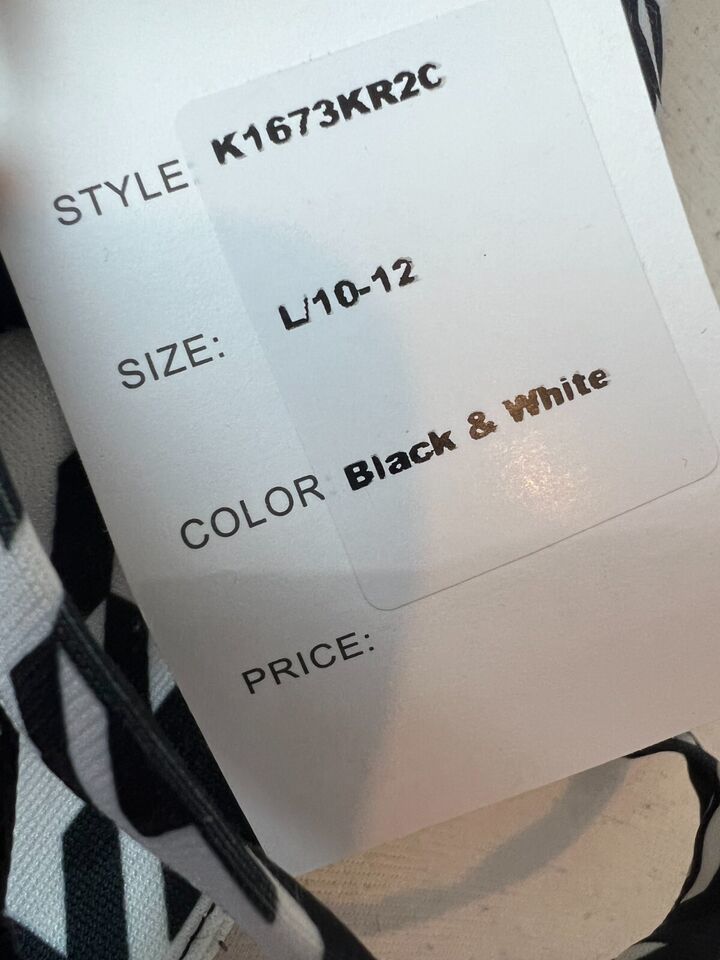 STYLE K1673KR2C
SIZE: L/10-12
COLOR Black & White
PRICE: